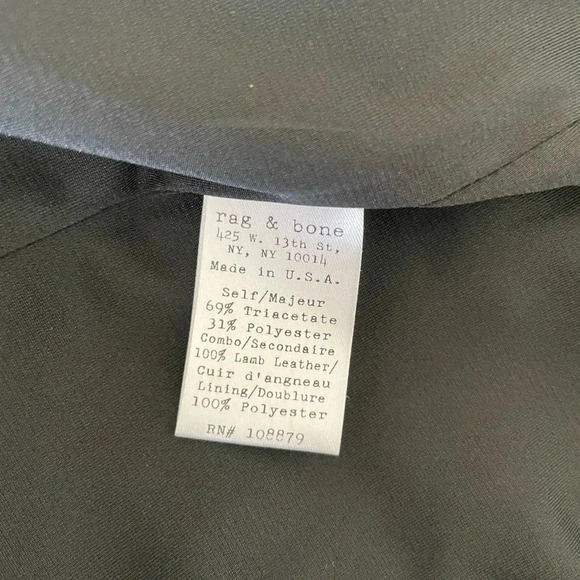 rag & bone
425 W. 13th St,
NY, NY 10014
Made in U.S.A.
Self/Majeur
69% Triacetate
31% Polyester
Combo/Secondaire
100% Lamb Leather/
Cuir d'angneau
Lining/Doublure
100% Polyester
RN# 108879